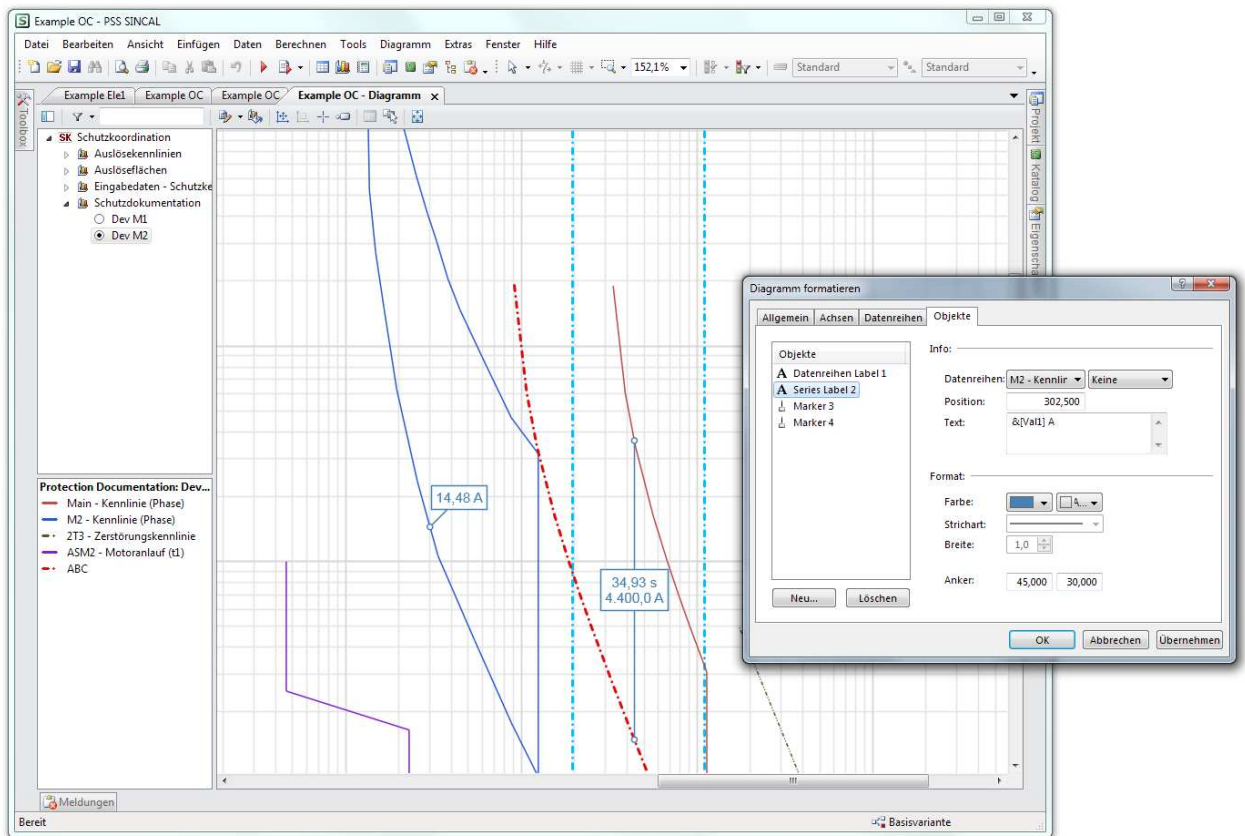 Example OC - PSS SINCAL
Datei Bearbeiten Ansicht Einfügen Daten Berechnen Tools Diagramm Extras Fenster Hilfe
152,1% Standard Standard
Example Ele1 Example OC Example OC Example OC - Diagramm x
Toolbox
SK Schutzkoordination
Auslösekennlinien
Auslöseflächen
Eingabedaten - Schutzke
Schutzdokumentation
Dev M1
Dev M2
Protection Documentation: Dev...
Main - Kennlinie (Phase)
M2 - Kennlinie (Phase)
2T3 - Zerstörungskennlinie
ASM2 - Motoranlauf (t1)
ABC
14,48 A
34,93 s
4.400,0 A
Projekt
Katalog
Eigenscha
Diagramm formatieren
Allgemein Achsen Datenreihen Objekte
Objekte
A Datenreihen Label 1
A Series Label 2
Marker 3
Marker 4
Neu... Löschen
Info:
Datenreihen: M2 - Kennlir Keine
Position: 302,500
Text: &[Val1] A
Format:
Farbe: A...
Strichart:
Breite: 1,0
Anker: 45,000 30,000
OK Abbrechen Übernehmen
Meldungen
Bereit Basisvariante